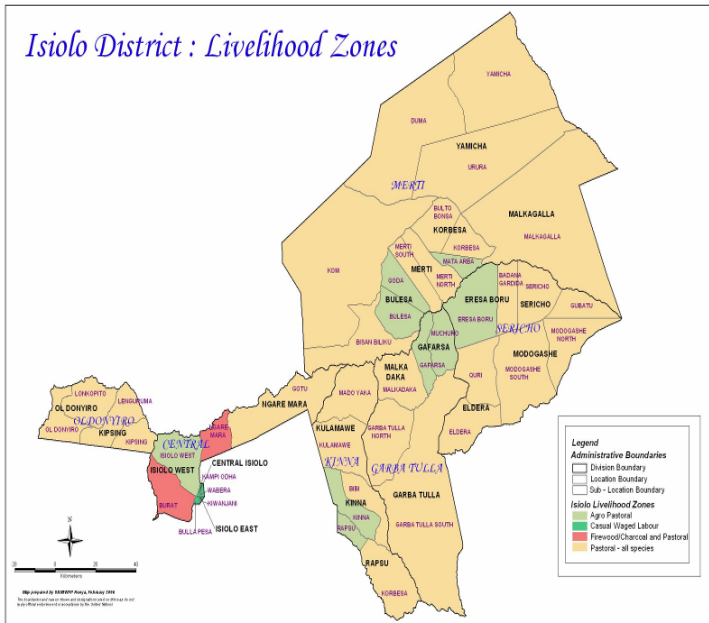 Isiolo District : Livelihood Zones
YAMICHA
DUMA
YAMICHA
URURA
MERTI
BULTO
BONSA
MALKAGALLA
KORBESA
MALKAGALLA
MERTI
SOUTH
KORBESA
MATA ARBA
KOM
MERTI
GODA
MERTI
NORTH
BADANA
GARDIDA
SERICHO
BULESA
ERESA BORU
SERICHO
GUBATU
BULESA
ERESA BORU
SERICHO
MUCHURO
MODOGASHE
NORTH
BISAN BILIKU
GAFARSA
MODOGASHE
GAFARSA
MALKA
DAKA
QURI
MODOGASHE
SOUTH
GOTU
MADO YAKA
MALKADAKA
LONKOPITO
LENGURUMA
OL DONYIRO
NGARE MARA
ELDERA
OL DONYIRO
OLDONYIRO
KIPSING
KIPSING
NGARE
MARA
KULAMAWE
GARBA TULLA
NORTH
ELDERA
CENTRAL
ISIOLO WEST
KULAMAWE
CENTRAL ISIOLO
KINNA
GARBA TULLA
ISIOLO WEST
KAMPI ODHA
BIBI
WABERA
KINNA
GARBA TULLA
BURAT
KIWANJANI
KINNA
RAPSU
GARBA TULLA SOUTH
ISIOLO EAST
BULLA PESA
RAPSU
KORBESA
Legend
Administrative Boundaries
Division Boundary
Location Boundary
Sub - Location Boundary
Isiolo Livelihood Zones
Agro Pastoral
Casual Waged Labour
Firewood/Charcoal and Pastoral
Pastoral - all species
N
20
0
20
40
Kilometers